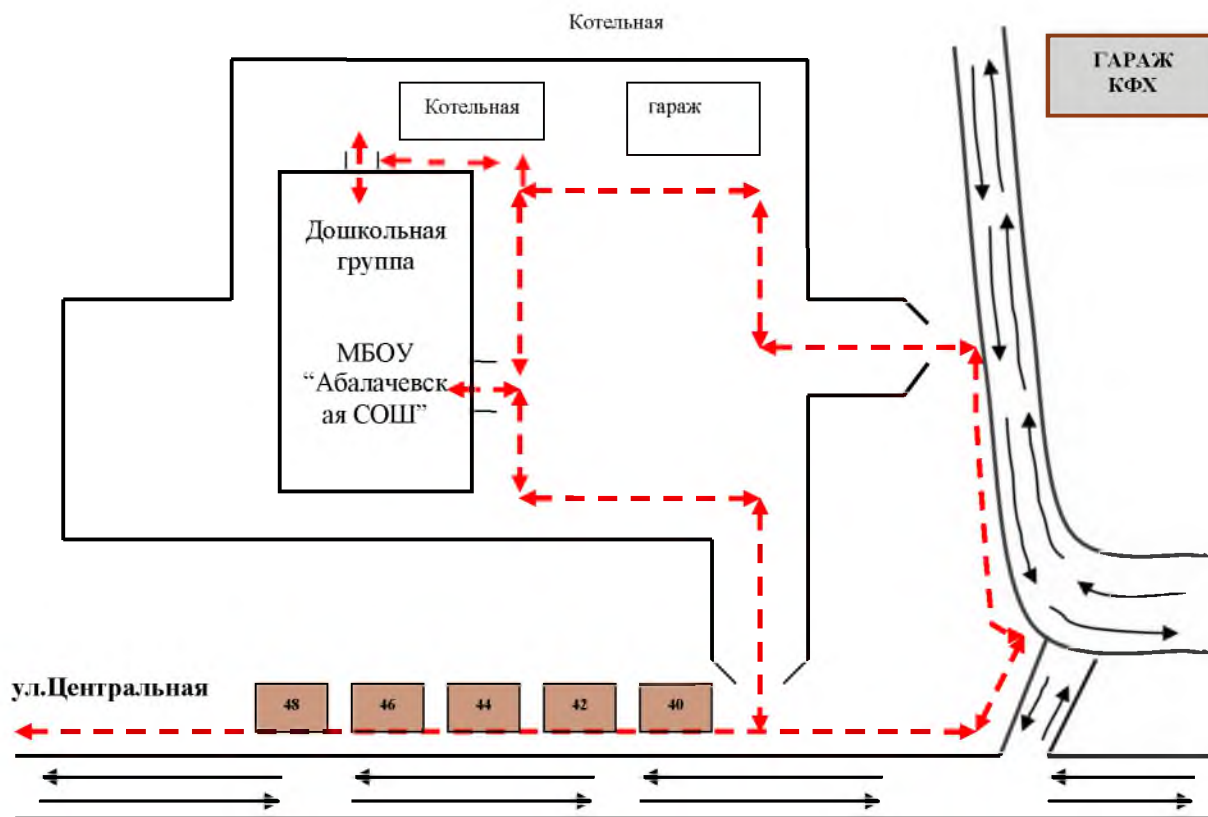 Котельная
ГАРАЖ
КФХ
Котельная
гараж
Дошкольная
группа
МБОУ
“Абалачевск
ая СОШ”
ул.Центральная
48
46
44
42
40